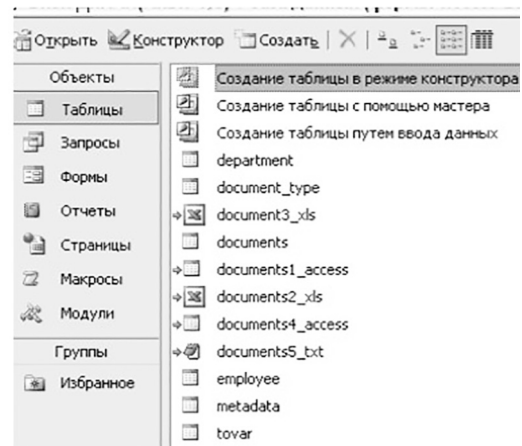 Открыть Конструктор Создать
Объекты
Таблицы
Запросы
Формы
Отчеты
Страницы
Макросы
Модули
Группы
Избранное
Создание таблицы в режиме конструктора
Создание таблицы с помощью мастера
Создание таблицы путем ввода данных
department
document_type
document3_xls
documents
documents1_access
documents2_xls
documents4_access
documents5_txt
employee
metadata
tovar